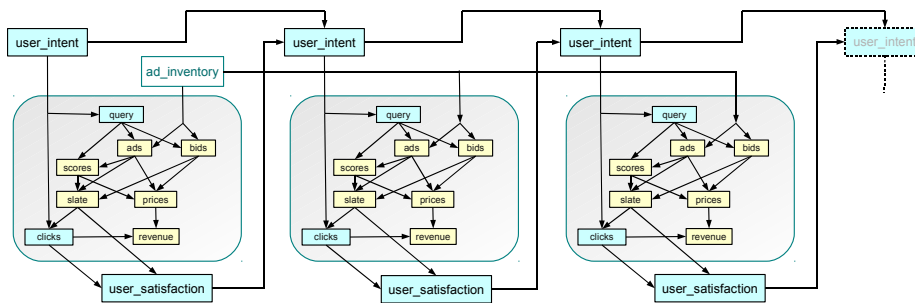 user_intent
user_intent
user_intent
user_intent
ad_inventory
query
ads
bids
scores
slate
prices
clicks
revenue
user_satisfaction
query
ads
bids
scores
slate
prices
clicks
revenue
user_satisfaction
query
ads
bids
scores
slate
prices
clicks
revenue
user_satisfaction